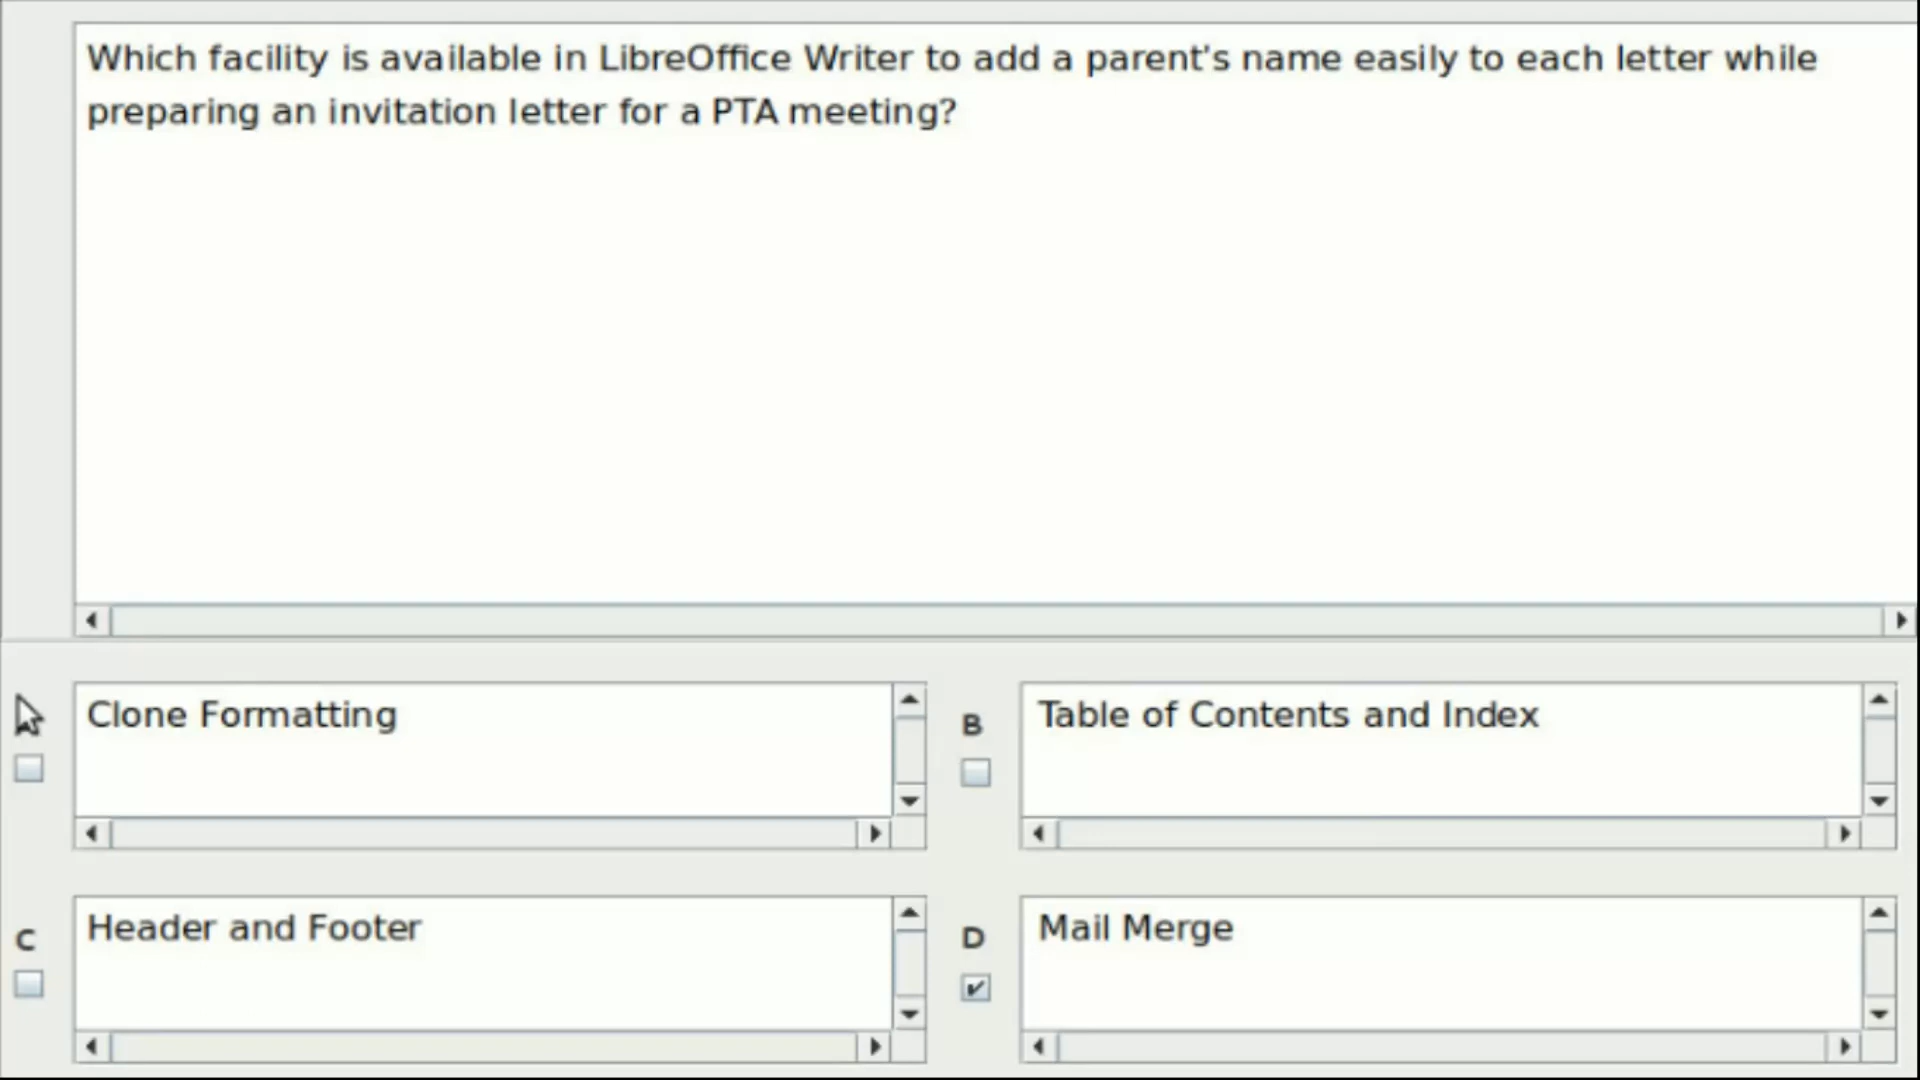 Which facility is available in LibreOffice Writer to add a parent's name easily to each letter while
preparing an invitation letter for a PTA meeting?
Clone Formatting
B
Table of Contents and Index
C
Header and Footer
D
Mail Merge